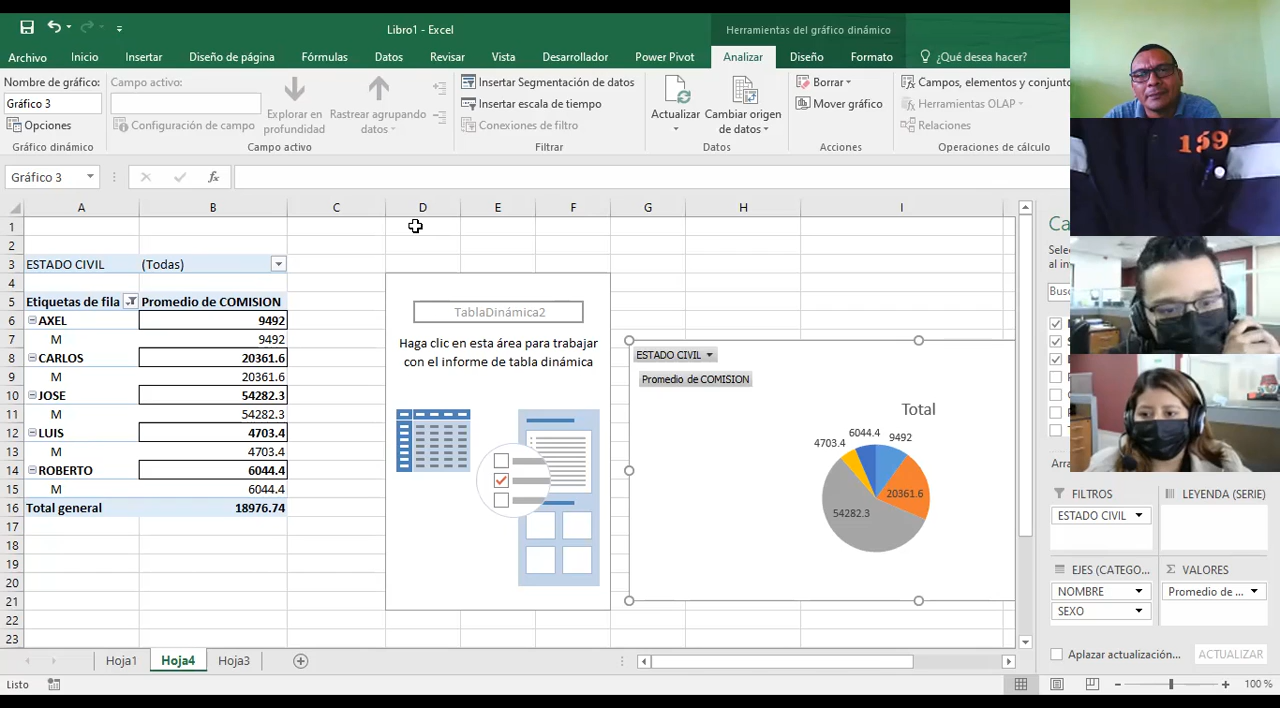 Libro1 - Excel
Herramientas del gráfico dinámico
Archivo Inicio Insertar Diseño de página Fórmulas Datos Revisar Vista Desarrollador Power Pivot Analizar Diseño Formato ¿Qué desea hacer?
Nombre de gráfico: Campo activo:
Gráfico 3
Opciones
Configuración de campo
Explorar en profundidad
Rastrear agrupando datos
Insertar Segmentación de datos
Insertar escala de tiempo
Conexiones de filtro
Actualizar
Cambiar origen de datos
Borrar
Mover gráfico
Campos, elementos y conjunto
Herramientas OLAP
Relaciones
Gráfico dinámico Campo activo Filtrar Datos Acciones Operaciones de cálculo
Gráfico 3 fx
A B C D E F G H I
1
2
3 ESTADO CIVIL (Todas)
4
5 Etiquetas de fila Promedio de COMISION
6 AXEL 9492
7 M 9492
8 CARLOS 20361.6
9 M 20361.6
10 JOSE 54282.3
11 M 54282.3
12 LUIS 4703.4
13 M 4703.4
14 ROBERTO 6044.4
15 M 6044.4
16 Total general 18976.74
17
18
19
20
21
22
23
TablaDinámica2
Haga clic en esta área para trabajar
con el informe de tabla dinámica
ESTADO CIVIL
Promedio de COMISION
Total
4703.4 6044.4 9492
20361.6
54282.3
159
Ca
Selec
al inf
Busc
Arra
FILTROS LEYENDA (SERIE)
ESTADO CIVIL
EJES (CATEGO... Σ VALORES
NOMBRE Promedio de ...
SEXO
Aplazar actualización... ACTUALIZAR
Hoja1 Hoja4 Hoja3
Listo 100 %